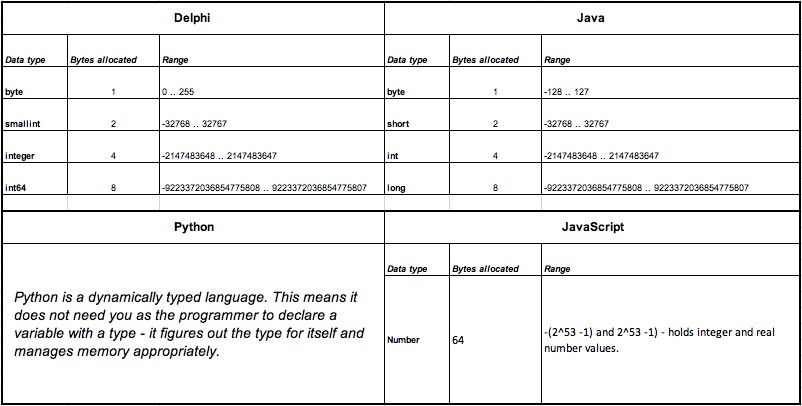 Delphi
Java
Data type Bytes allocated Range
Data type Bytes allocated Range
byte 1 0 .. 255
byte 1 -128 .. 127
smallint 2 -32768 .. 32767
short 2 -32768 .. 32767
integer 4 -2147483648 .. 2147483647
int 4 -2147483648 .. 2147483647
int64 8 -9223372036854775808 .. 9223372036854775807
long 8 -9223372036854775808 .. 9223372036854775807
Python
JavaScript
Python is a dynamically typed language. This means it
does not need you as the programmer to declare a
variable with a type - it figures out the type for itself and
manages memory appropriately.
Data type Bytes allocated Range
Number 64 -(2^53 -1) and 2^53 -1) - holds integer and real
number values.